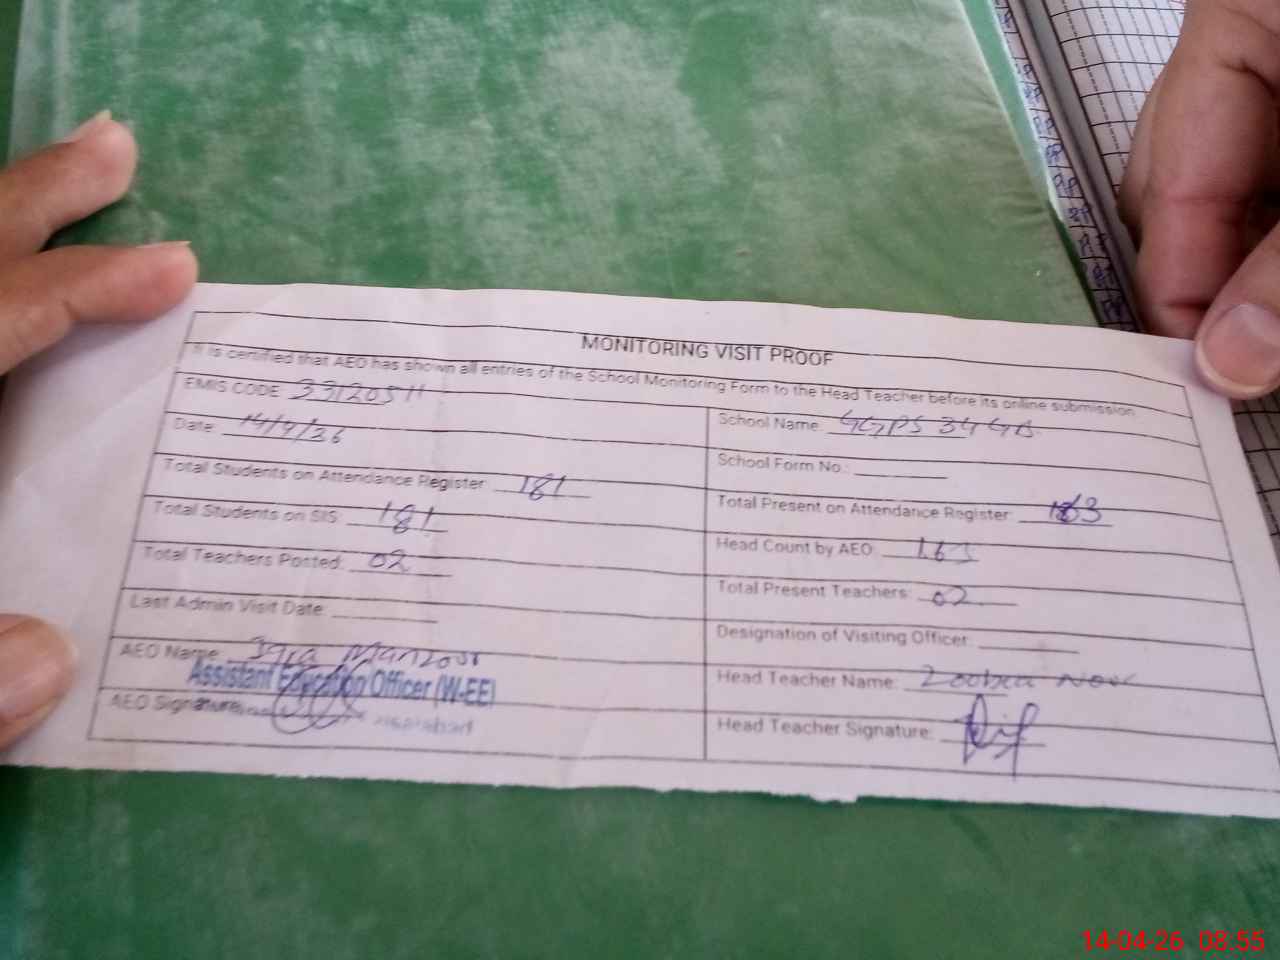 MONITORING VISIT PROOF
It is certified that AEO has shown all entries of the School Monitoring Form to the Head Teacher before its online submission
EMIS CODE 33120511
School Name: GGPS 34 GB
Date: 14/4/26
School Form No.:
Total Students on Attendance Register: 181
Total Present on Attendance Register: 163
Total Students on SIS: 181
Head Count by AEO: 163
Total Teachers Posted: 02
Total Present Teachers: 02
Last Admin Visit Date:
Designation of Visiting Officer:
AEO Name: Manzoor
Head Teacher Name: Noor
Assistant Education Officer (W-EE)
AEO Signature:
Head Teacher Signature:
14-04-26 08:55